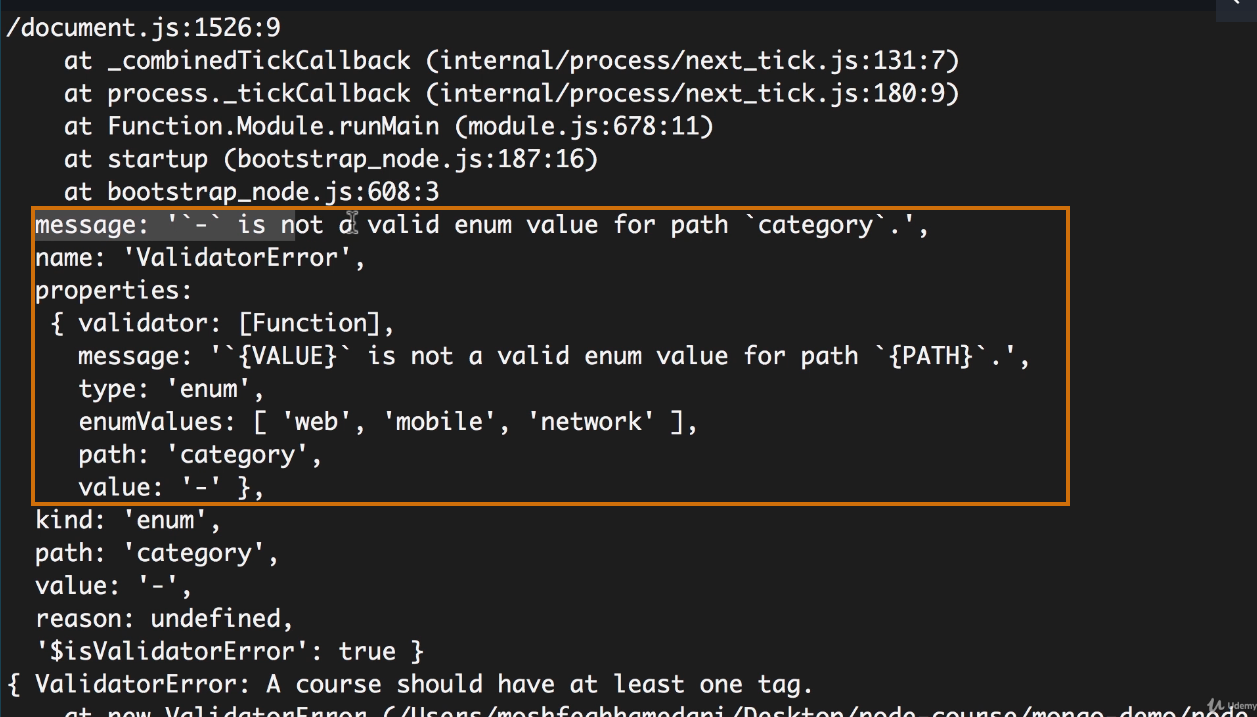 /document.js:1526:9
    at _combinedTickCallback (internal/process/next_tick.js:131:7)
    at process._tickCallback (internal/process/next_tick.js:180:9)
    at Function.Module.runMain (module.js:678:11)
    at startup (bootstrap_node.js:187:16)
    at bootstrap_node.js:608:3
  message: '`-` is not a valid enum value for path `category`.',
  name: 'ValidatorError',
  properties:
   { validator: [Function],
     message: '`{VALUE}` is not a valid enum value for path `{PATH}`.',
     type: 'enum',
     enumValues: [ 'web', 'mobile', 'network' ],
     path: 'category',
     value: '-' },
  kind: 'enum',
  path: 'category',
  value: '-',
  reason: undefined,
  '$isValidatorError': true }
{ ValidatorError: A course should have at least one tag.
    at new ValidatorError (/Users/moshfeghhamedani/Desktop/node-course/mongo-demo/node
Udemy